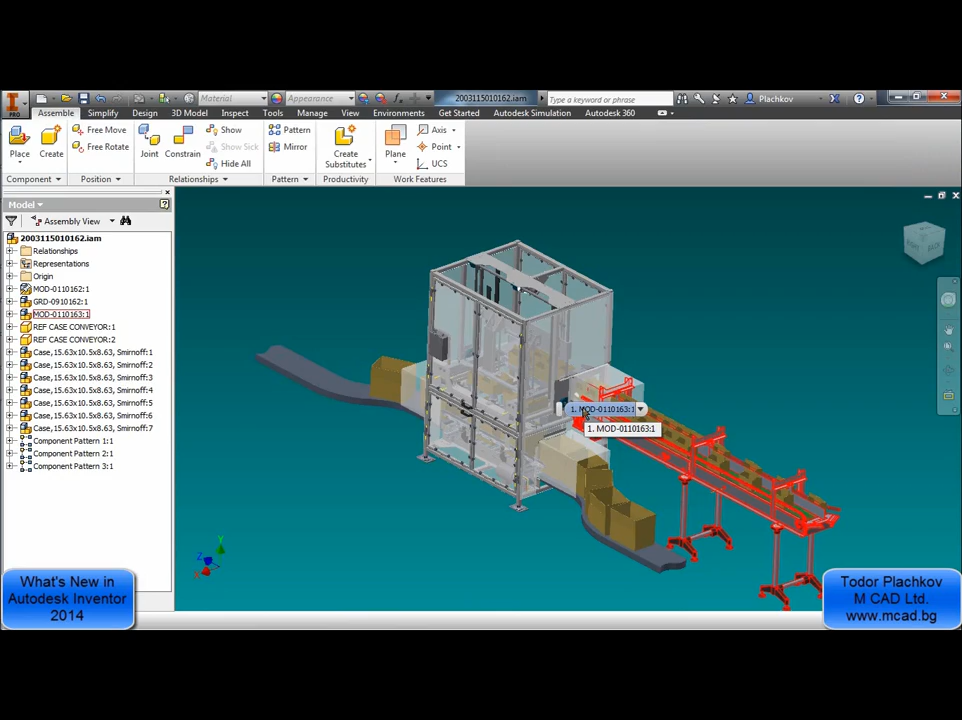 Material
Appearance
2003115010162.iam
Type a keyword or phrase
Plachkov
PRO
Assemble Simplify Design 3D Model Inspect Tools Manage View Environments Get Started Autodesk Simulation Autodesk 360
Place
Create
Free Move
Free Rotate
Joint
Constrain
Show
Show Sick
Hide All
Pattern
Mirror
Create
Substitutes
Plane
Axis
Point
UCS
Component
Position
Relationships
Pattern
Productivity
Work Features
Model
Assembly View
2003115010162.iam
Relationships
Representations
Origin
MOD-0110162:1
GRD-0910162:1
MOD-0110163:1
REF CASE CONVEYOR:1
REF CASE CONVEYOR:2
Case,15.63x10.5x8.63, Smirnoff:1
Case,15.63x10.5x8.63, Smirnoff:2
Case,15.63x10.5x8.63, Smirnoff:3
Case,15.63x10.5x8.63, Smirnoff:4
Case,15.63x10.5x8.63, Smirnoff:5
Case,15.63x10.5x8.63, Smirnoff:6
Case,15.63x10.5x8.63, Smirnoff:7
Component Pattern 1:1
Component Pattern 2:1
Component Pattern 3:1
1. MOD-0110163:1
1. MOD-0110163:1
Y
Z
X
What's New in
Autodesk Inventor
2014
Todor Plachkov
M CAD Ltd.
www.mcad.bg